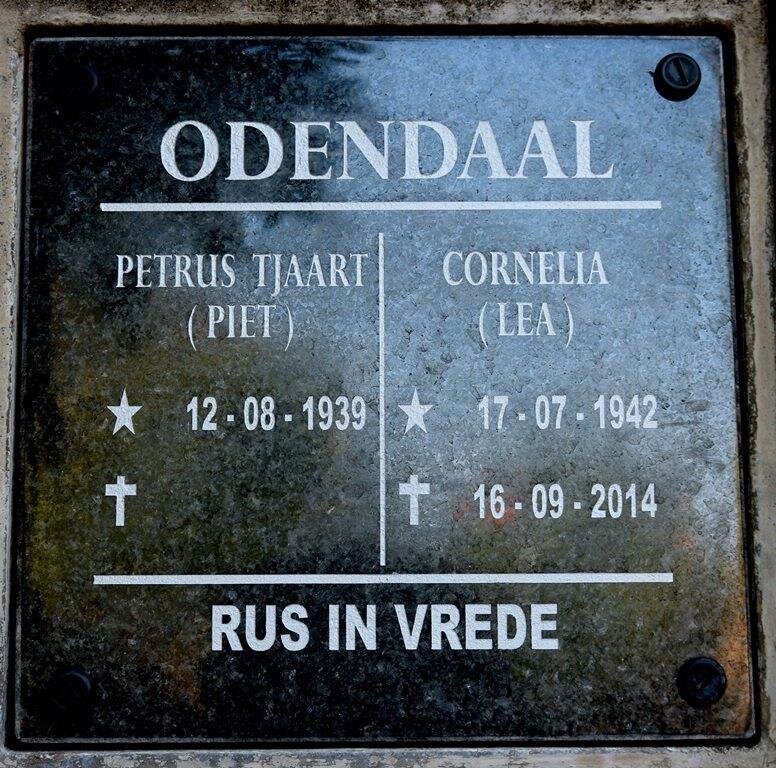 ODENDAAL
PETRUS TJAART
(PIET)
12-08-1939
CORNELIA
(LEA)
17-07-1942
16-09-2014
RUS IN VREDE